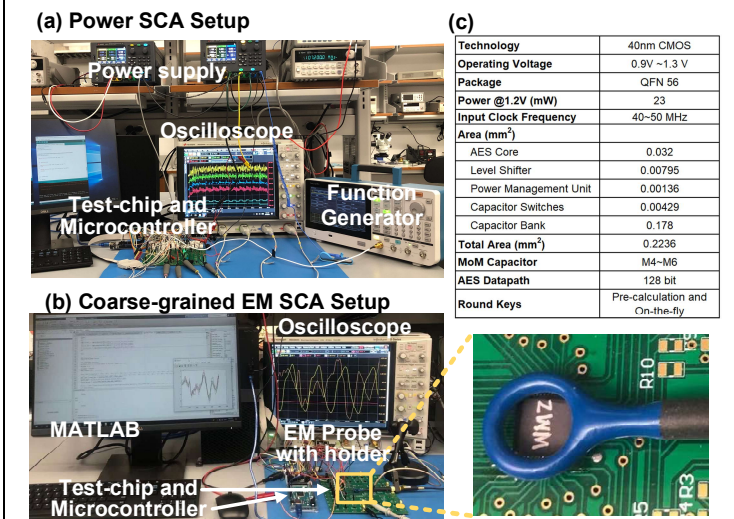 (a) Power SCA Setup
Power supply
Oscilloscope
Test-chip and
Microcontroller
Function
Generator
(b) Coarse-grained EM SCA Setup
Oscilloscope
MATLAB
EM Probe
with holder
Test-chip and
Microcontroller
(c)
Technology 40nm CMOS
Operating Voltage 0.9V ~1.3 V
Package QFN 56
Power @1.2V (mW) 23
Input Clock Frequency 40~50 MHz
Area (mm²)
AES Core 0.032
Level Shifter 0.00795
Power Management Unit 0.00136
Capacitor Switches 0.00429
Capacitor Bank 0.178
Total Area (mm²) 0.2236
MoM Capacitor M4~M6
AES Datapath 128 bit
Round Keys Pre-calculation and
On-the-fly
R10
WMZ
R3